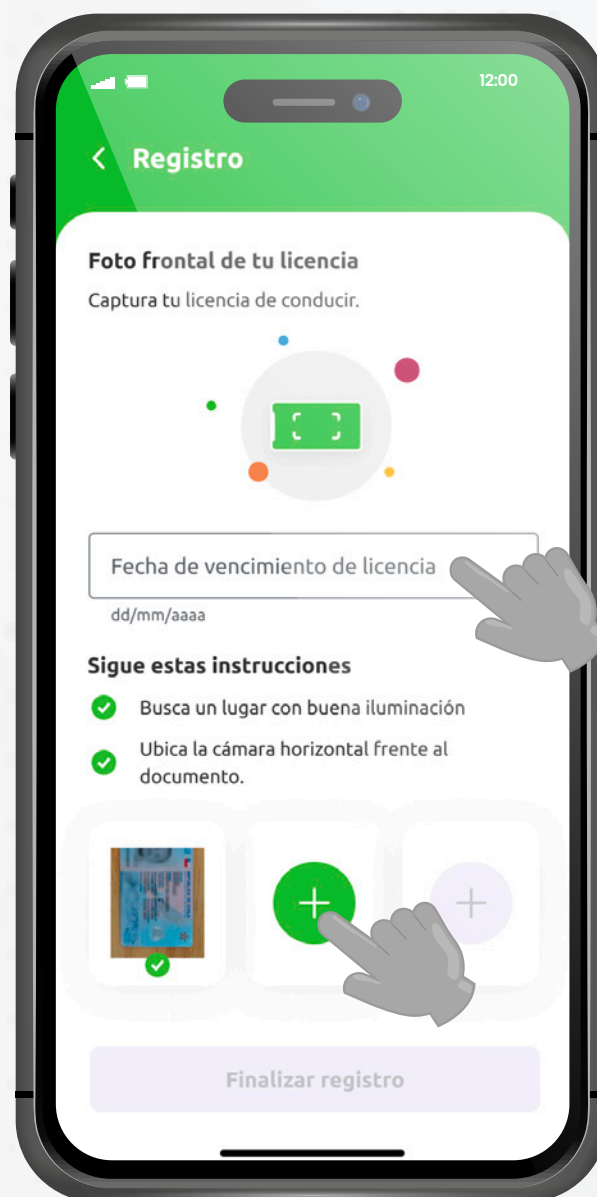 12:00
Registro
Foto frontal de tu licencia
Captura tu licencia de conducir.
Fecha de vencimiento de licencia
dd/mm/aaaa
Sigue estas instrucciones
Busca un lugar con buena iluminación
Ubica la cámara horizontal frente al
documento.
Finalizar registro